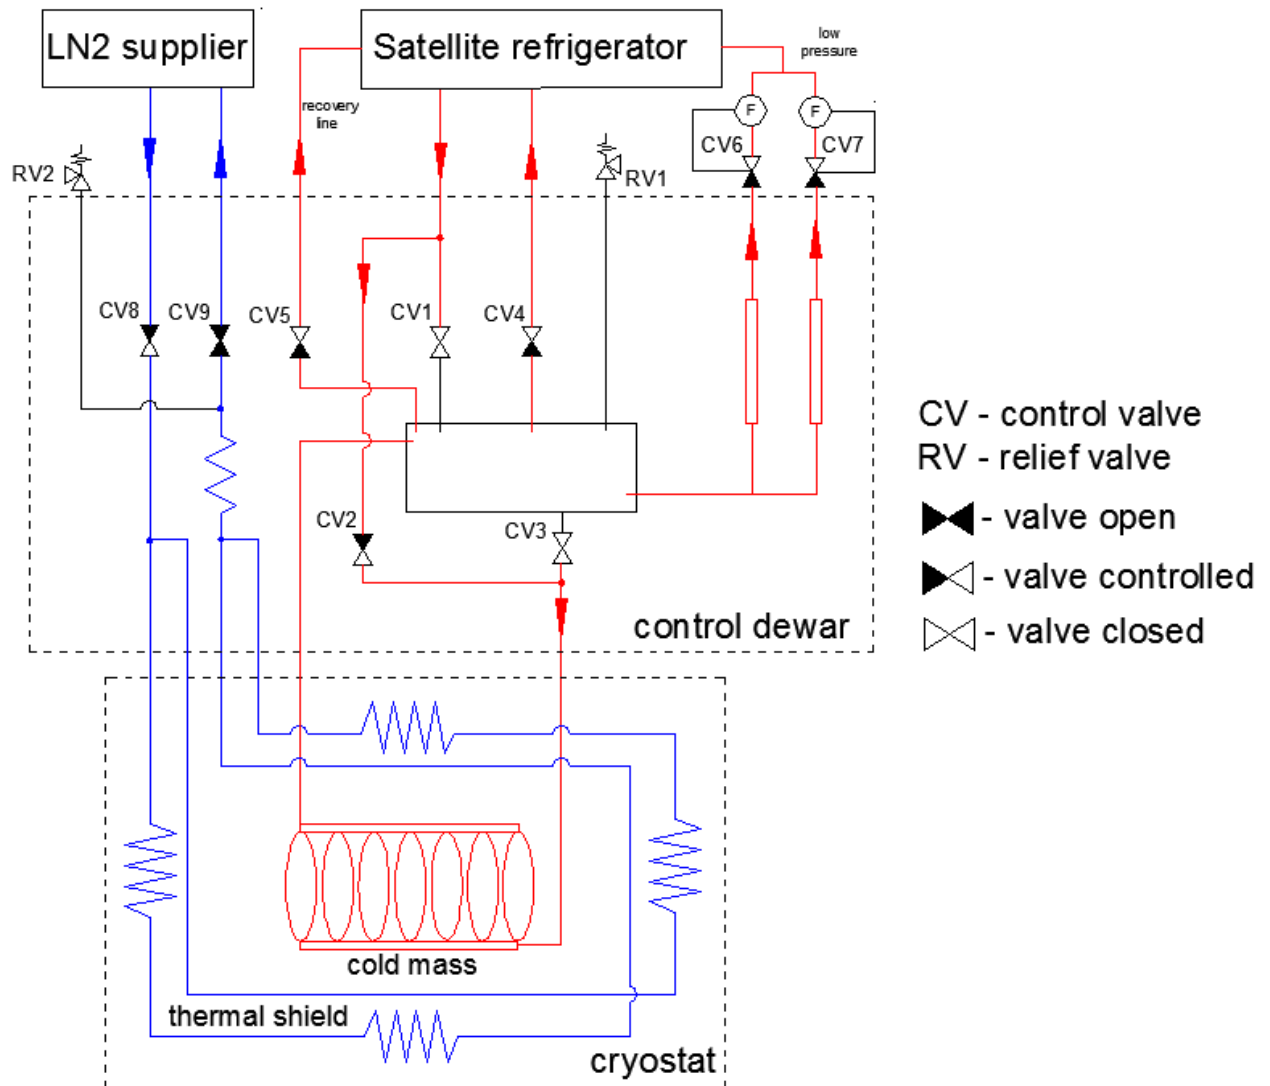 LN2 supplier
Satellite refrigerator
low
pressure
recovery
line
F
F
CV6
CV7
RV2
RV1
CV8
CV9
CV5
CV1
CV4
CV2
CV3
control dewar
CV - control valve
RV - relief valve
- valve open
- valve controlled
- valve closed
cold mass
thermal shield
cryostat